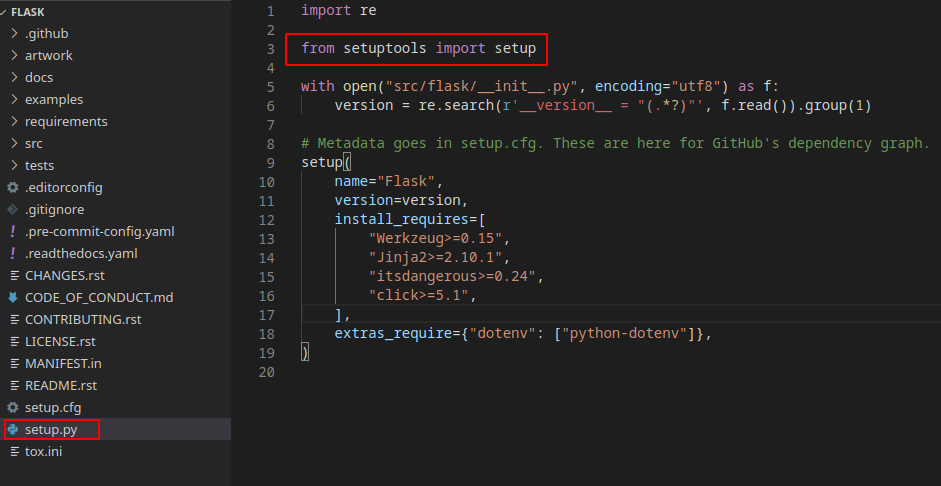 FLASK
.github
artwork
docs
examples
requirements
src
tests
.editorconfig
.gitignore
.pre-commit-config.yaml
.readthedocs.yaml
CHANGES.rst
CODE_OF_CONDUCT.md
CONTRIBUTING.rst
LICENSE.rst
MANIFEST.in
README.rst
setup.cfg
setup.py
tox.ini
1 import re
2
3 from setuptools import setup
4
5 with open("src/flask/__init__.py", encoding="utf8") as f:
6     version = re.search(r'__version__ = "(.*?)"', f.read()).group(1)
7
8 # Metadata goes in setup.cfg. These are here for GitHub's dependency graph.
9 setup(
10     name="Flask",
11     version=version,
12     install_requires=[
13         "Werkzeug>=0.15",
14         "Jinja2>=2.10.1",
15         "itsdangerous>=0.24",
16         "click>=5.1",
17     ],
18     extras_require={"dotenv": ["python-dotenv"]},
19 )
20